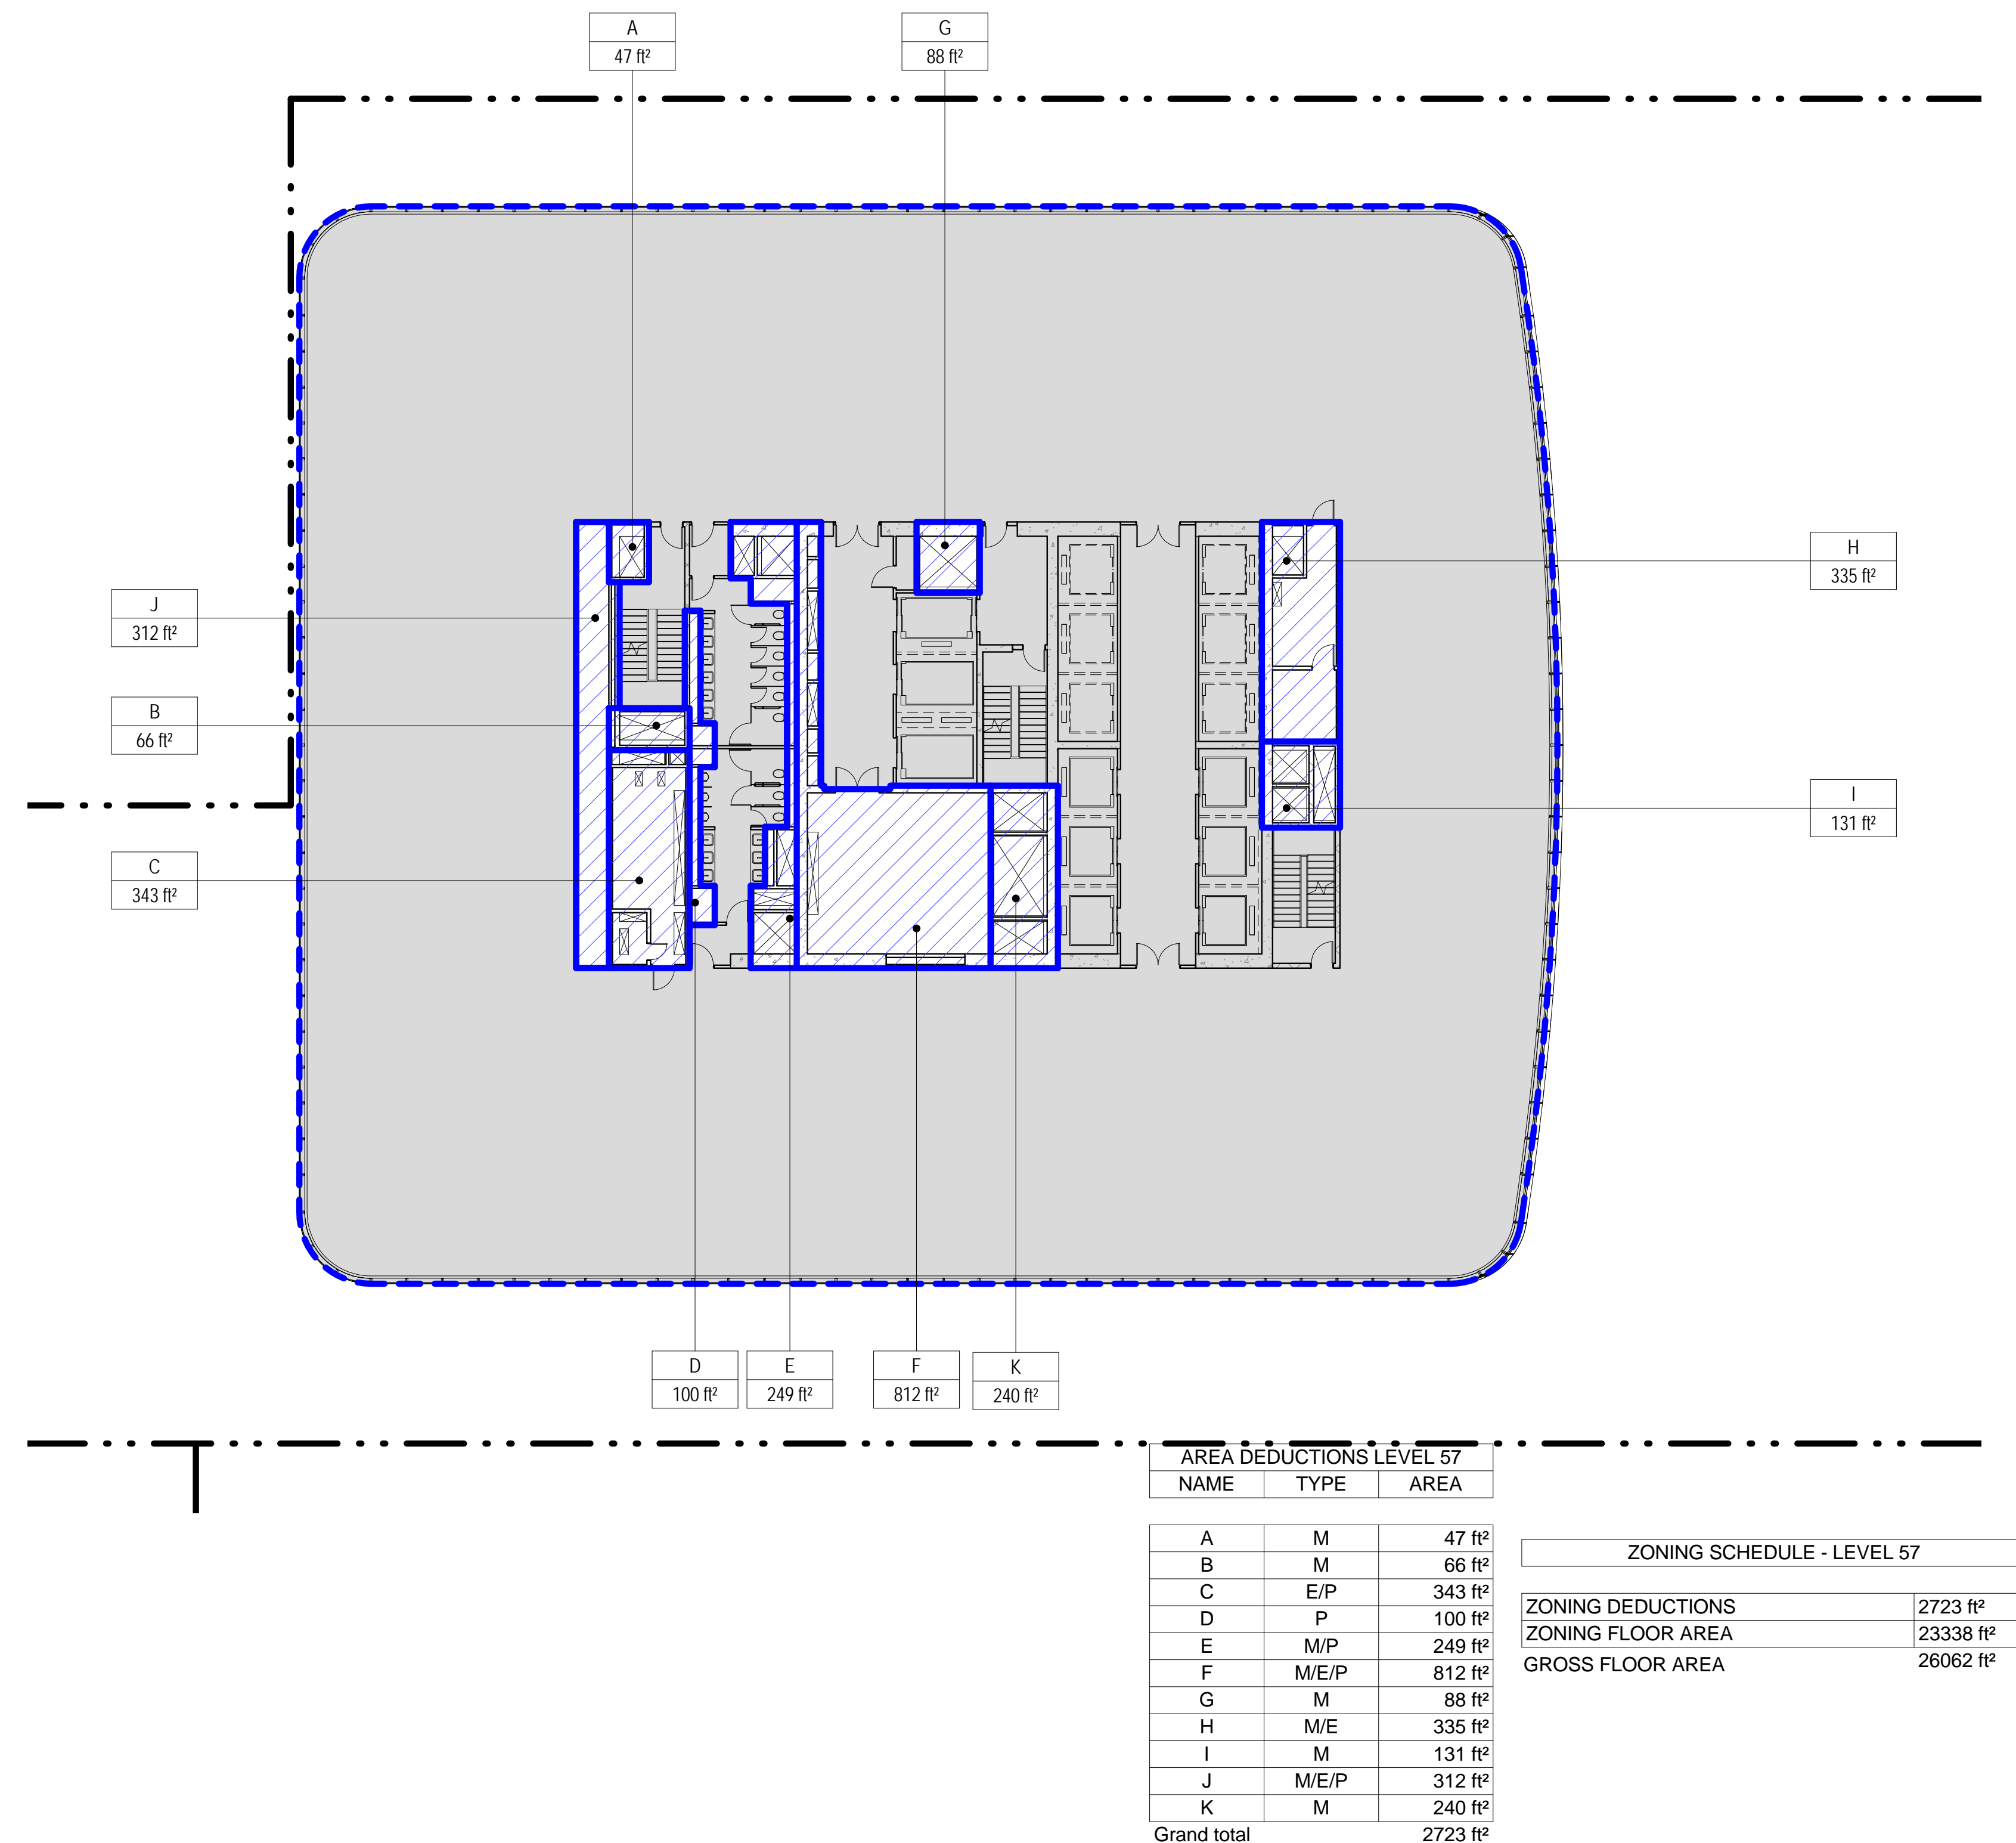 A
47 ft²
G
88 ft²
H
335 ft²
J
312 ft²
B
66 ft²
I
131 ft²
C
343 ft²
D
100 ft²
E
249 ft²
F
812 ft²
K
240 ft²
AREA DEDUCTIONS LEVEL 57
NAME TYPE AREA
A M 47 ft²
B M 66 ft²
C E/P 343 ft²
D P 100 ft²
E M/P 249 ft²
F M/E/P 812 ft²
G M 88 ft²
H M/E 335 ft²
I M 131 ft²
J M/E/P 312 ft²
K M 240 ft²
Grand total 2723 ft²
ZONING SCHEDULE - LEVEL 57
ZONING DEDUCTIONS 2723 ft²
ZONING FLOOR AREA 23338 ft²
GROSS FLOOR AREA 26062 ft²